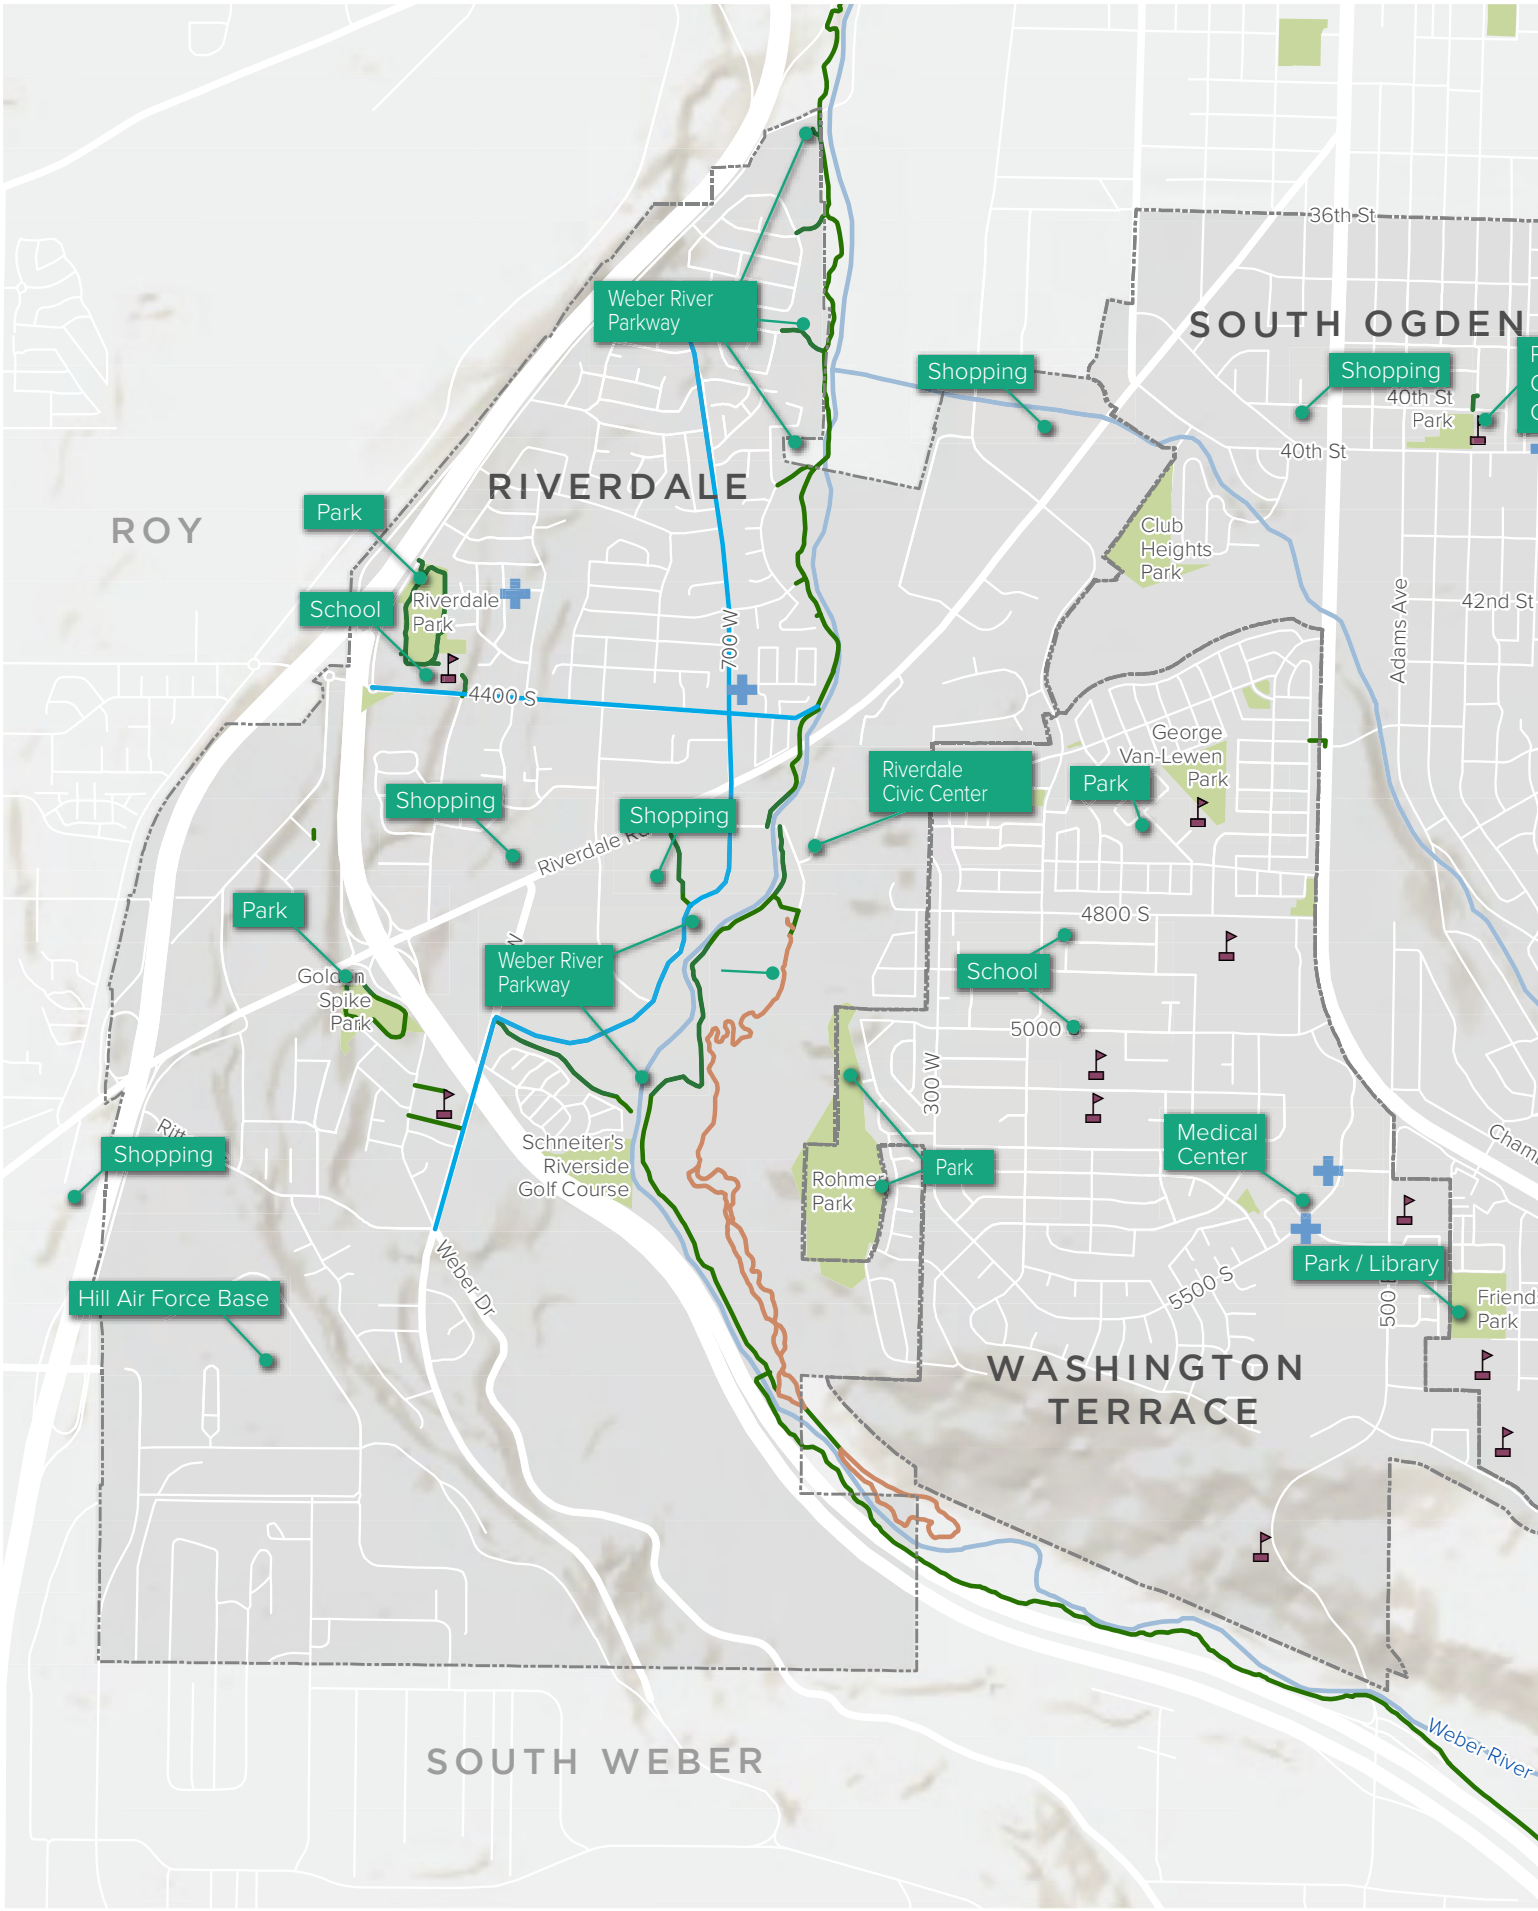 36th St
Weber River
Parkway
SOUTH OGDEN
Shopping
Shopping
40th St
Park
40th St
RIVERDALE
Park
ROY
Club
Heights
Park
School
Riverdale
Park
700 W
Adams Ave
42nd St
4400 S
George
Van-Lewen
Park
Riverdale
Civic Center
Park
Shopping
Shopping
Riverdale
Park
4800 S
Weber River
Parkway
School
Golden
Spike
Park
5000
300 W
Schneiter's
Riverside
Golf Course
Medical
Center
Shopping
Park
Rohmer
Park
Weber Dr
Park / Library
5500 S
500
Friend
Park
Hill Air Force Base
WASHINGTON
TERRACE
SOUTH WEBER
Weber River